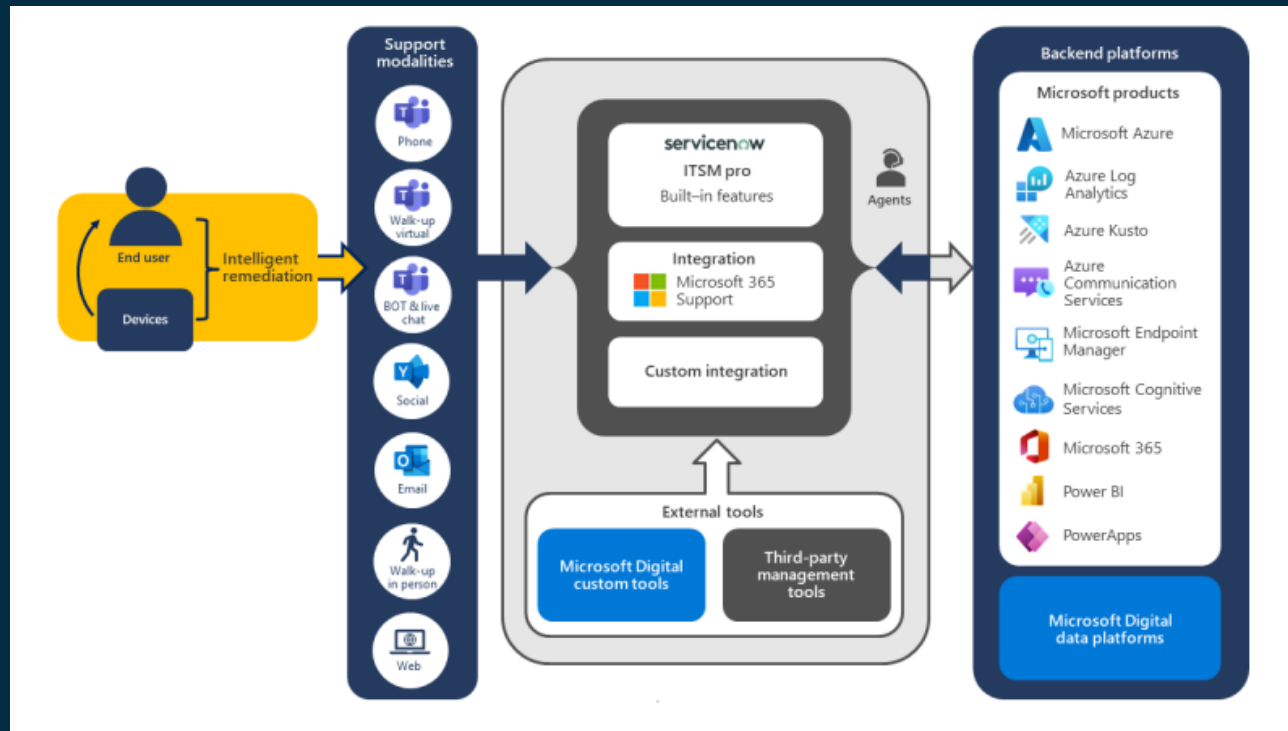 End user
Devices
Intelligent
remediation
Support
modalities
Phone
Walk-up
virtual
BOT & live
chat
Social
Email
Walk-up
in person
Web
servicenow
ITSM pro
Built-in features
Integration
Microsoft 365
Support
Custom integration
Agents
External tools
Microsoft Digital
custom tools
Third-party
management
tools
Backend platforms
Microsoft products
Microsoft Azure
Azure Log
Analytics
Azure Kusto
Azure
Communication
Services
Microsoft Endpoint
Manager
Microsoft Cognitive
Services
Microsoft 365
Power BI
PowerApps
Microsoft Digital
data platforms